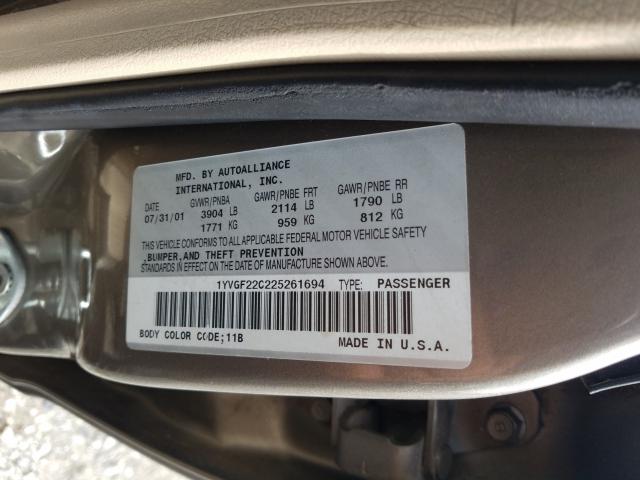 MFD. BY AUTOALLIANCE
INTERNATIONAL, INC.
DATE GVWR/PNBA GAWR/PNBE FRT GAWR/PNBE RR
07/31/01 3904 LB 2114 LB 1790 LB
1771 KG 959 KG 812 KG
THIS VEHICLE CONFORMS TO ALL APPLICABLE FEDERAL MOTOR VEHICLE SAFETY
,BUMPER,AND THEFT PREVENTION
STANDARDS IN EFFECT ON THE DATE OF MANUFACTURE SHOWN ABOVE.
1YVGF22C225261694 TYPE: PASSENGER
BODY COLOR CODE;11B
MADE IN U.S.A.